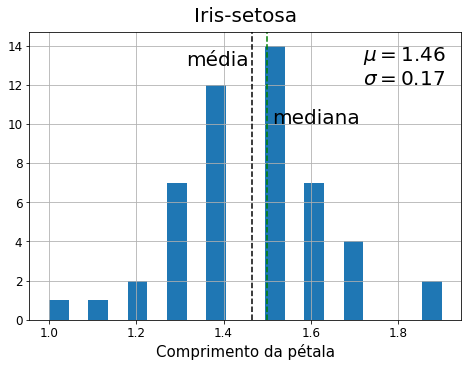 Iris-setosa
14
12
10
8
6
4
2
0
média
mediana
μ = 1.46
σ = 0.17
1.0 1.2 1.4 1.6 1.8
Comprimento da pétala